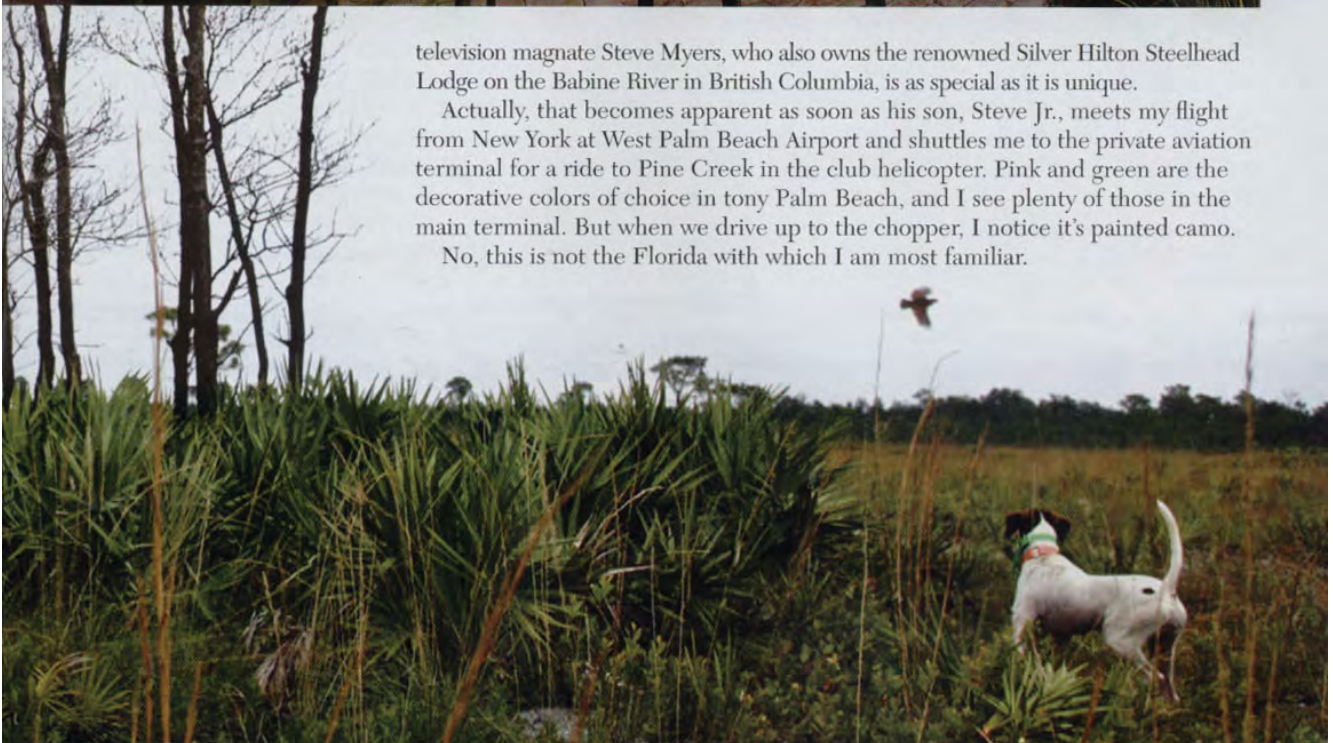 television magnate Steve Myers, who also owns the renowned Silver Hilton Steelhead
Lodge on the Babine River in British Columbia, is as special as it is unique.
Actually, that becomes apparent as soon as his son, Steve Jr., meets my flight
from New York at West Palm Beach Airport and shuttles me to the private aviation
terminal for a ride to Pine Creek in the club helicopter. Pink and green are the
decorative colors of choice in tony Palm Beach, and I see plenty of those in the
main terminal. But when we drive up to the chopper, I notice it's painted camo.
No, this is not the Florida with which I am most familiar.